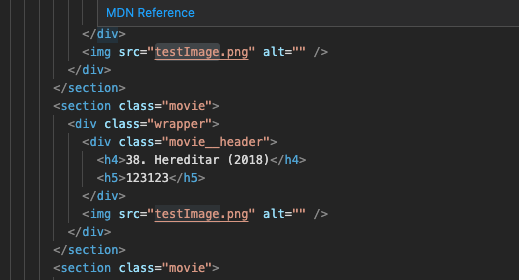 MDN Reference
</div>
<img src="testImage.png" alt="" />
</div>
</section>
<section class="movie">
<div class="wrapper">
<div class="movie__header">
<h4>38. Hereditar (2018)</h4>
<h5>123123</h5>
</div>
<img src="testImage.png" alt="" />
</div>
</section>
<section class="movie">